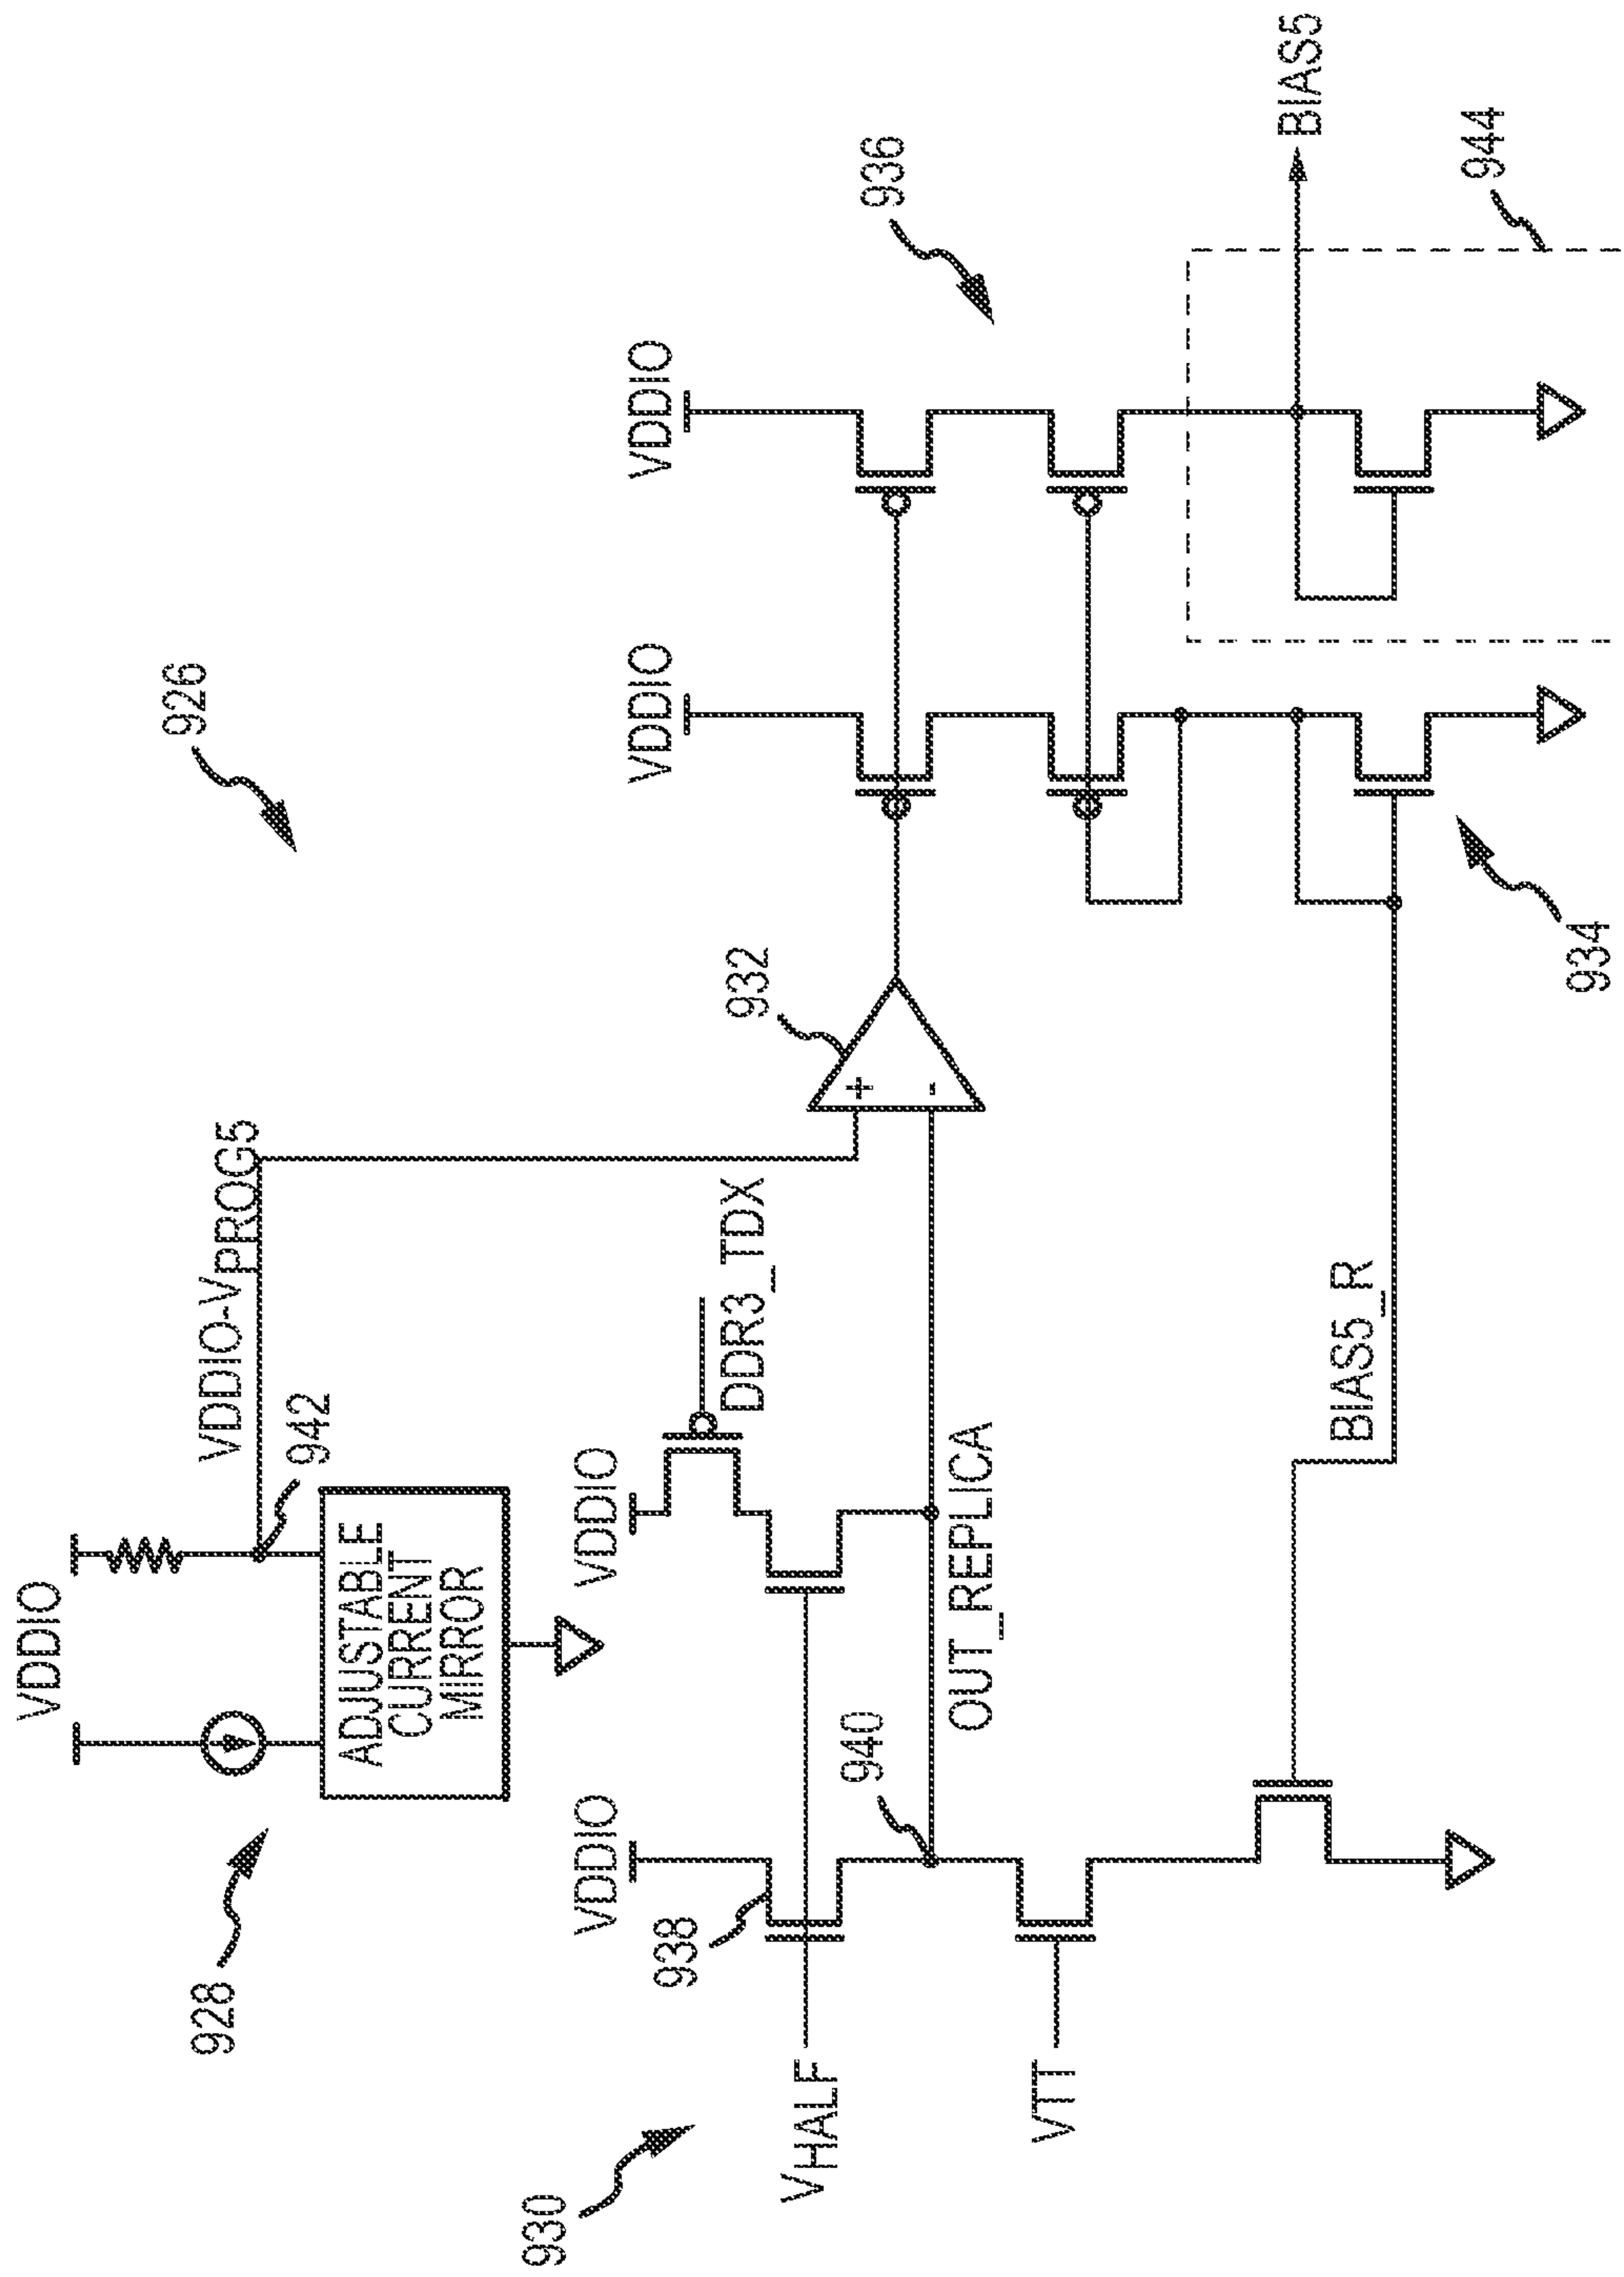 926
928
VDDIO
942
VDDIO-VPROG5
ADJUSTABLE
CURRENT
MIRROR
930
938
VDDIO
VDDIO
DDR3_TDX
932
+
-
VDDIO
VDDIO
936
VHALF
940
OUT_REPLICA
VTT
BIAS5_R
934
BIAS5
944